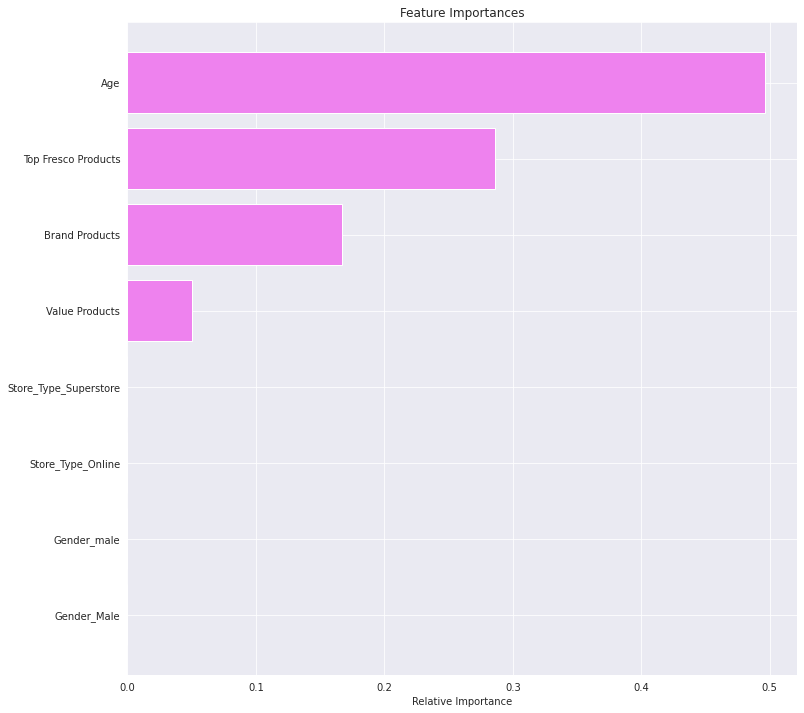 Feature Importances
Age
Top Fresco Products
Brand Products
Value Products
Store_Type_Superstore
Store_Type_Online
Gender_male
Gender_Male
0.0 0.1 0.2 0.3 0.4 0.5
Relative Importance